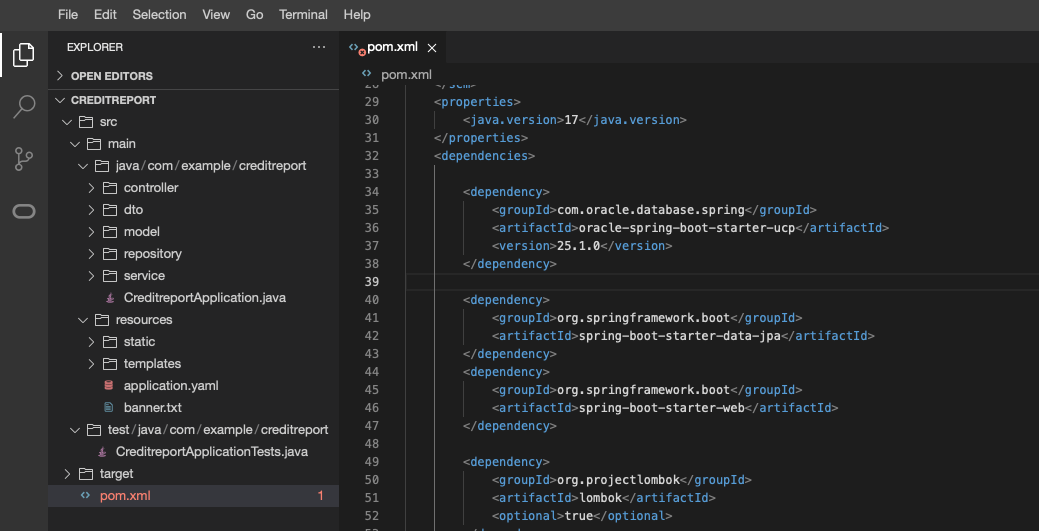 File Edit Selection View Go Terminal Help
EXPLORER ...
OPEN EDITORS
CREDITREPORT
src
main
java/com/example/creditreport
controller
dto
model
repository
service
CreditreportApplication.java
resources
static
templates
application.yaml
banner.txt
test/java/com/example/creditreport
CreditreportApplicationTests.java
target
pom.xml 1
pom.xml
pom.xml
28 </scm>
29 <properties>
30 <java.version>17</java.version>
31 </properties>
32 <dependencies>
33
34 <dependency>
35 <groupId>com.oracle.database.spring</groupId>
36 <artifactId>oracle-spring-boot-starter-ucp</artifactId>
37 <version>25.1.0</version>
38 </dependency>
39
40 <dependency>
41 <groupId>org.springframework.boot</groupId>
42 <artifactId>spring-boot-starter-data-jpa</artifactId>
43 </dependency>
44 <dependency>
45 <groupId>org.springframework.boot</groupId>
46 <artifactId>spring-boot-starter-web</artifactId>
47 </dependency>
48
49 <dependency>
50 <groupId>org.projectlombok</groupId>
51 <artifactId>lombok</artifactId>
52 <optional>true</optional>